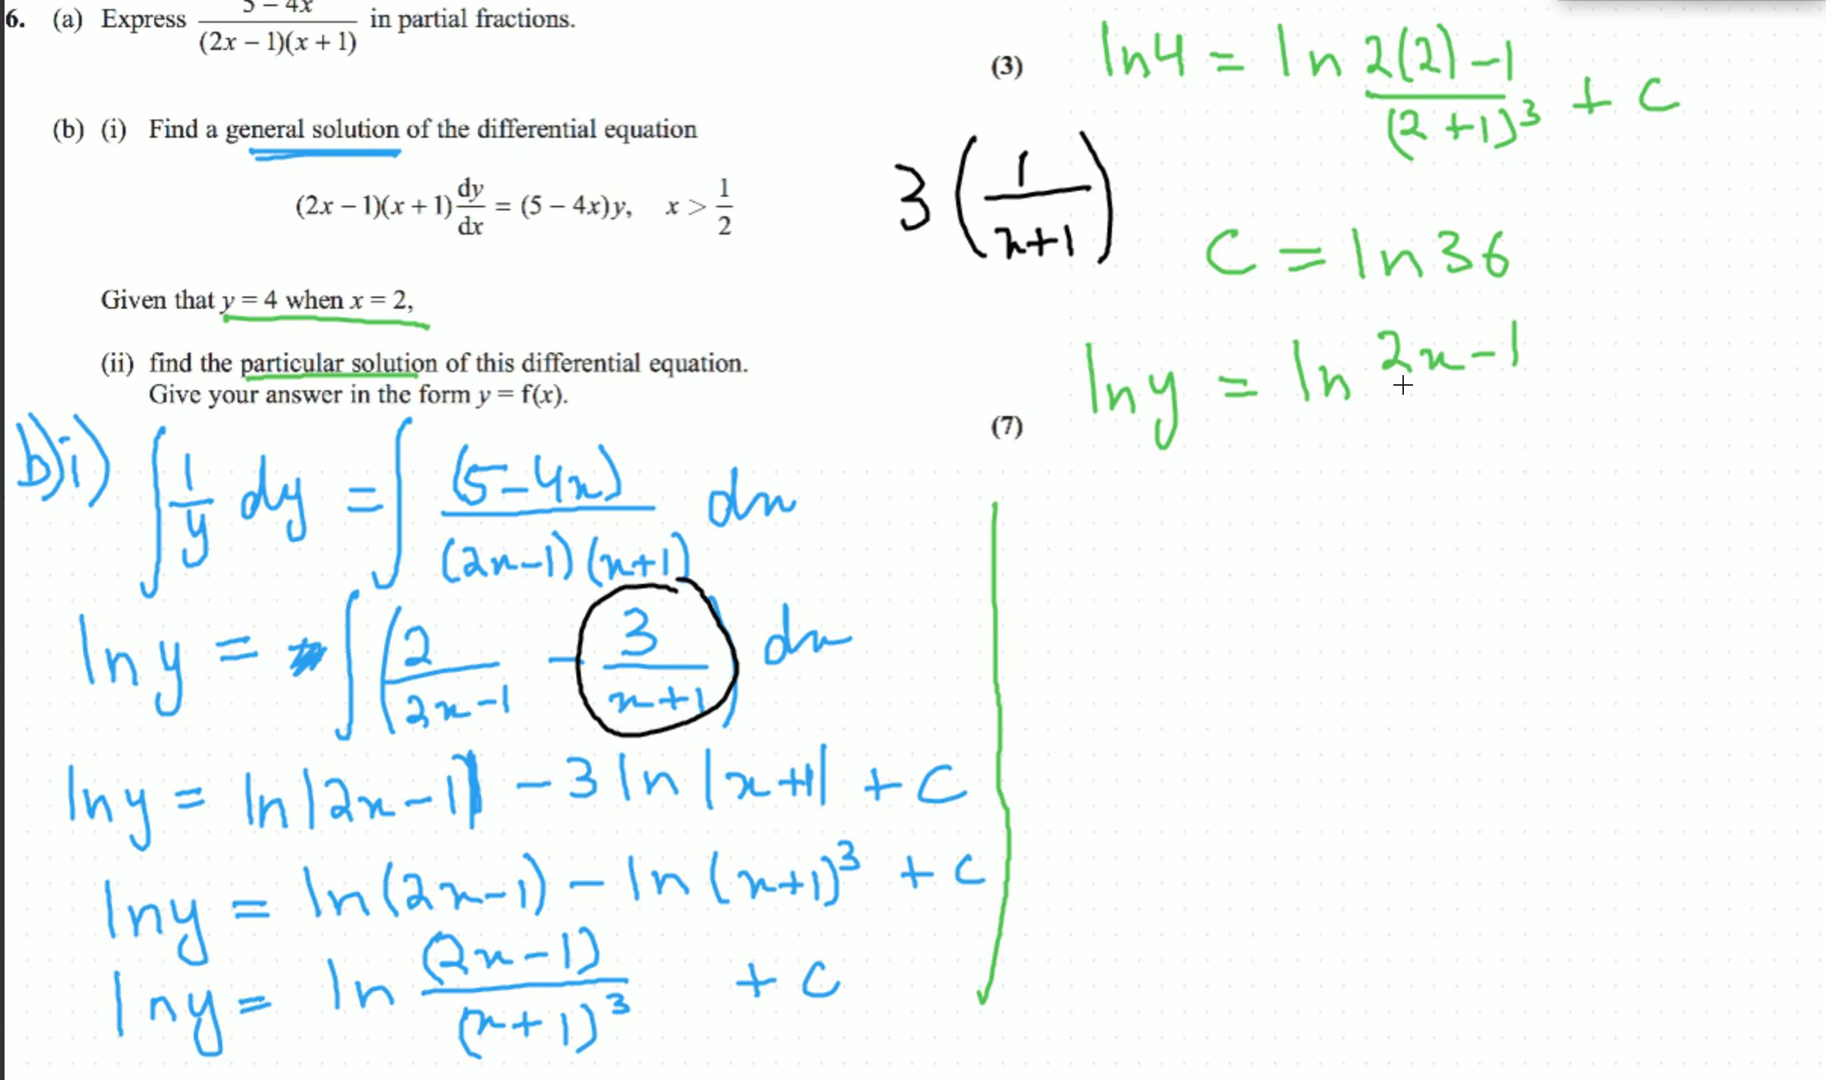 6. (a) Express 5 – 4x / (2x – 1)(x + 1) in partial fractions.
(3)
(b) (i) Find a general solution of the differential equation
(2x – 1)(x + 1) dy/dx = (5 – 4x)y, x > 1/2
Given that y = 4 when x = 2,
(ii) find the particular solution of this differential equation.
Give your answer in the form y = f(x).
(7)
b)i) ∫ 1/y dy = ∫ (5-4x) / (2x-1)(x+1) dx
ln y = ∫ (2/2x-1 - 3/x+1) dx
ln y = ln|2x-1| - 3 ln|x+1| + C
ln y = ln(2x-1) - ln(x+1)³ + C
ln y = ln (2x-1) / (x+1)³ + C
3(1/x+1)
ln 4 = ln 2(2)-1 / (2+1)³ + C
C = ln 36
ln y = ln 2x-1